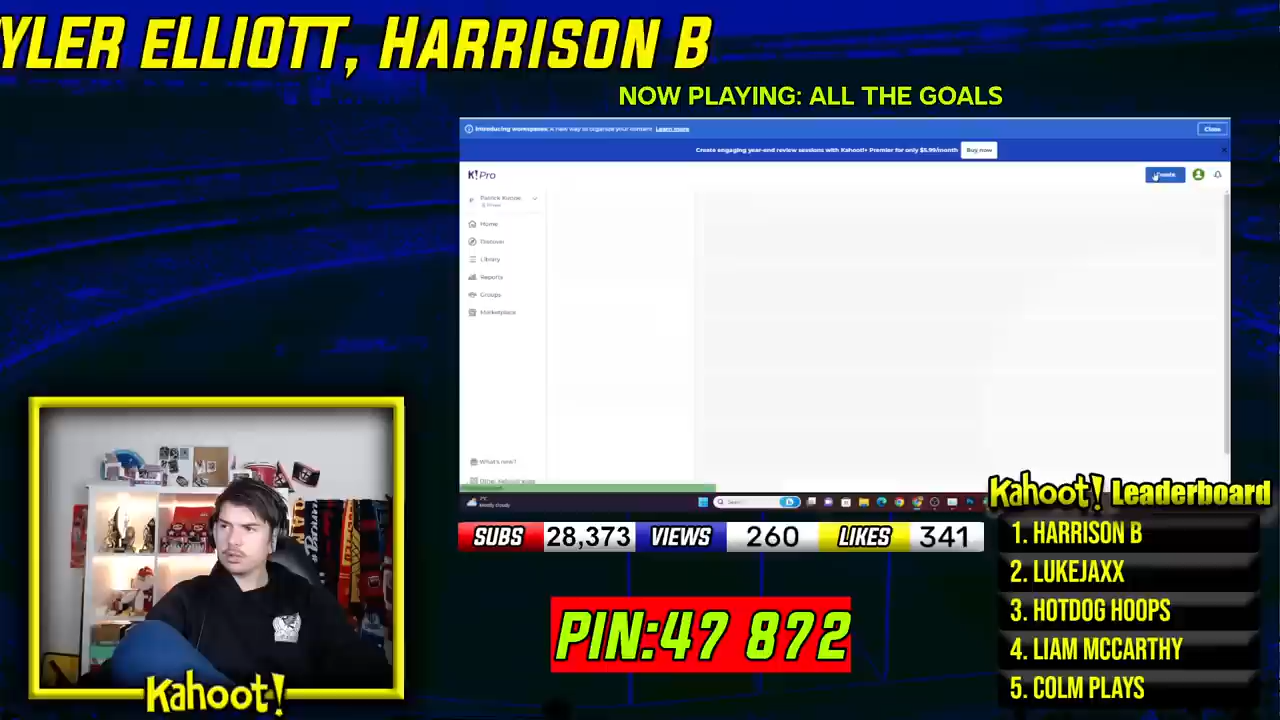 YLER ELLIOTT, HARRISON B
NOW PLAYING: ALL THE GOALS
Introducing workspaces: A new way to organize your content Learn more
Close
Create engaging year-end review sessions with Kahoot!+ Premier for only $5.99/month Buy now
K! Pro
Create
Home
Discover
Library
Reports
Groups
Marketplace
What's new?
Mostly cloudy
Search
SUBS 28,373 VIEWS 260 LIKES 341
PIN:47 872
Kahoot!
Kahoot! Leaderboard
1. HARRISON B
2. LUKEJAXX
3. HOTDOG HOOPS
4. LIAM MCCARTHY
5. COLM PLAYS